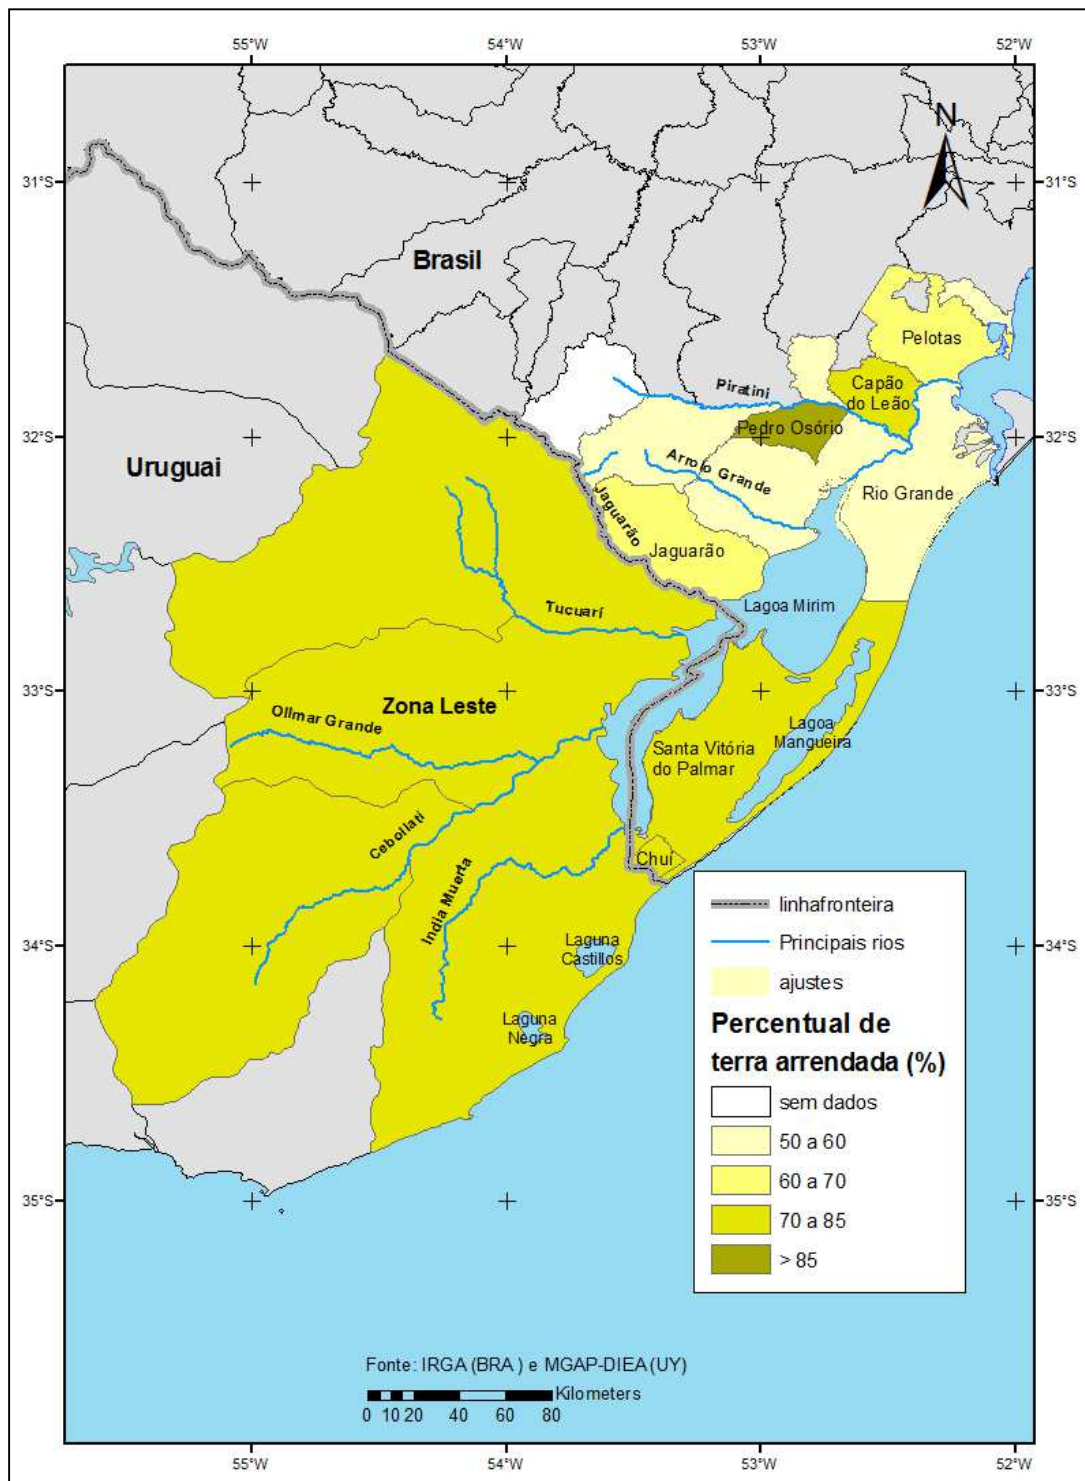 55°W 54°W 53°W 52°W
N
31°S 31°S
Brasil
Pelotas
Piratini
Capão
do Leão
Pedro Osório
32°S 32°S
Uruguai
Arroio Grande
Rio Grande
Jaguarão
Jaguarão
Lagoa Mirim
Tucuarí
33°S 33°S
Zona Leste
Ollmar Grande
Lagoa
Mangueira
Santa Vitória
do Palmar
Cebollatí
Chuí
India Muerta
34°S 34°S
Laguna
Castillos
Laguna
Negra
linhafronteira
Principais rios
ajustes
Percentual de
terra arrendada (%)
sem dados
50 a 60
60 a 70
70 a 85
> 85
35°S 35°S
Fonte: IRGA (BRA ) e MGAP-DIEA (UY)
Kilometers
0 10 20 40 60 80
55°W 54°W 53°W 52°W